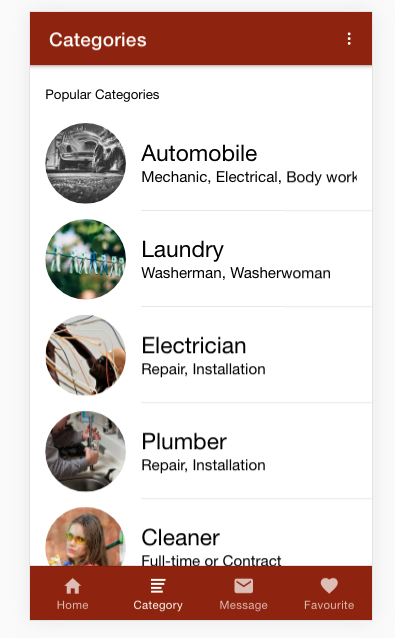 Categories
Popular Categories
Automobile
Mechanic, Electrical, Body work
Laundry
Washerman, Washerwoman
Electrician
Repair, Installation
Plumber
Repair, Installation
Cleaner
Full-time or Contract
Home
Category
Message
Favourite